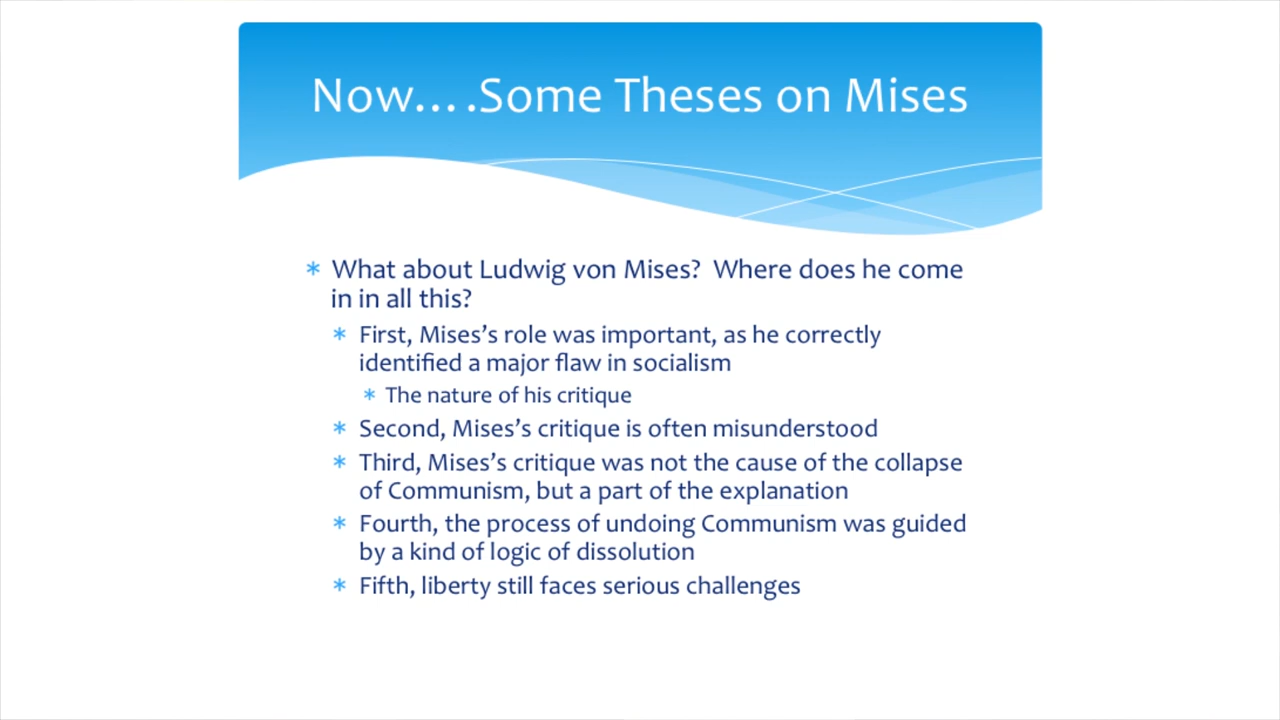 Now….Some Theses on Mises
* What about Ludwig von Mises?  Where does he come
in in all this?
* First, Mises’s role was important, as he correctly
identified a major flaw in socialism
* The nature of his critique
* Second, Mises’s critique is often misunderstood
* Third, Mises’s critique was not the cause of the collapse
of Communism, but a part of the explanation
* Fourth, the process of undoing Communism was guided
by a kind of logic of dissolution
* Fifth, liberty still faces serious challenges